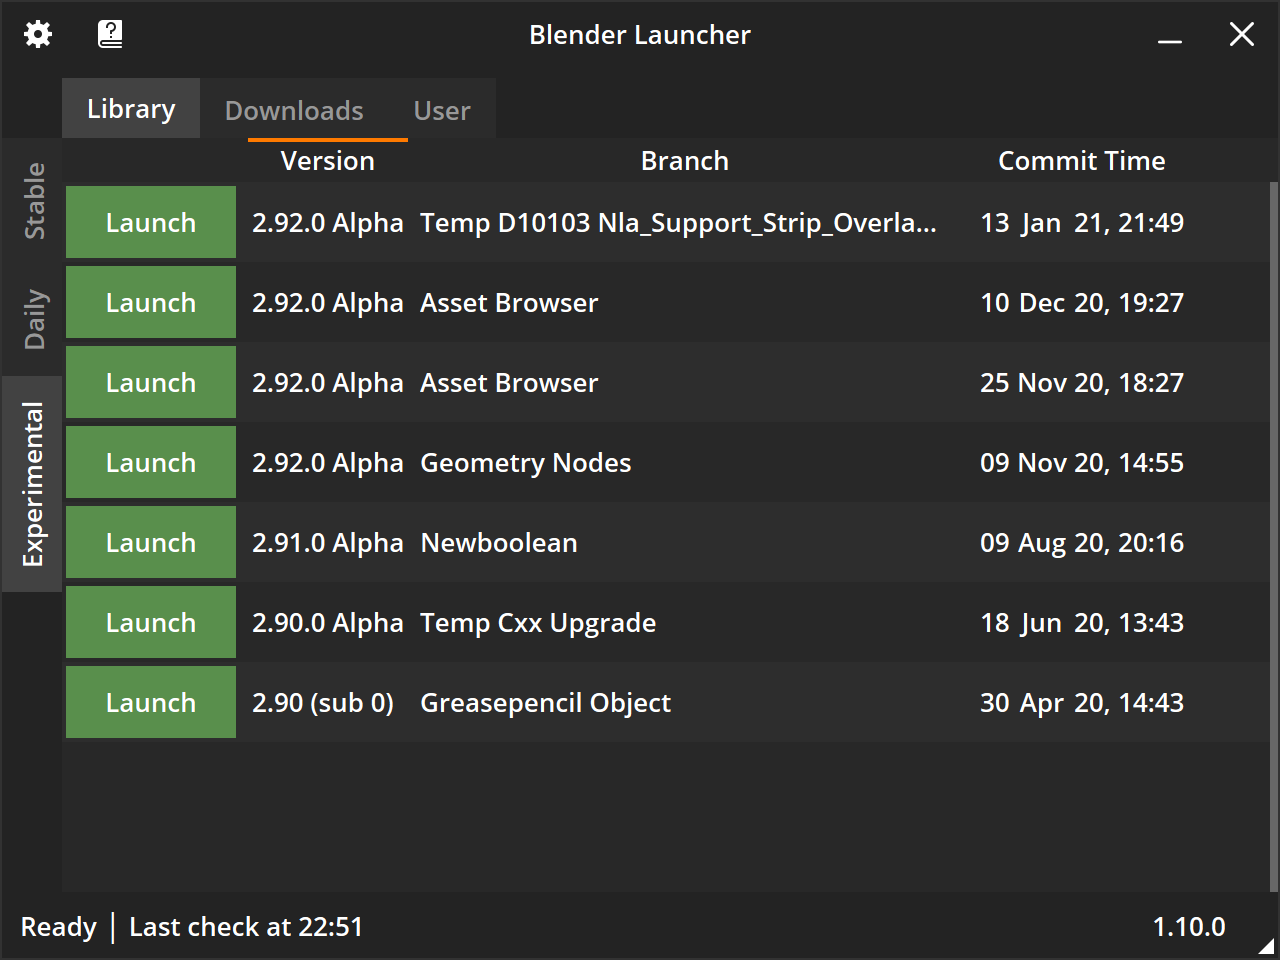 Blender Launcher
Library Downloads User
Stable
Daily
Experimental
Version Branch Commit Time
Launch 2.92.0 Alpha Temp D10103 Nla_Support_Strip_Overla... 13 Jan 21, 21:49
Launch 2.92.0 Alpha Asset Browser 10 Dec 20, 19:27
Launch 2.92.0 Alpha Asset Browser 25 Nov 20, 18:27
Launch 2.92.0 Alpha Geometry Nodes 09 Nov 20, 14:55
Launch 2.91.0 Alpha Newboolean 09 Aug 20, 20:16
Launch 2.90.0 Alpha Temp Cxx Upgrade 18 Jun 20, 13:43
Launch 2.90 (sub 0) Greasepencil Object 30 Apr 20, 14:43
Ready | Last check at 22:51 1.10.0